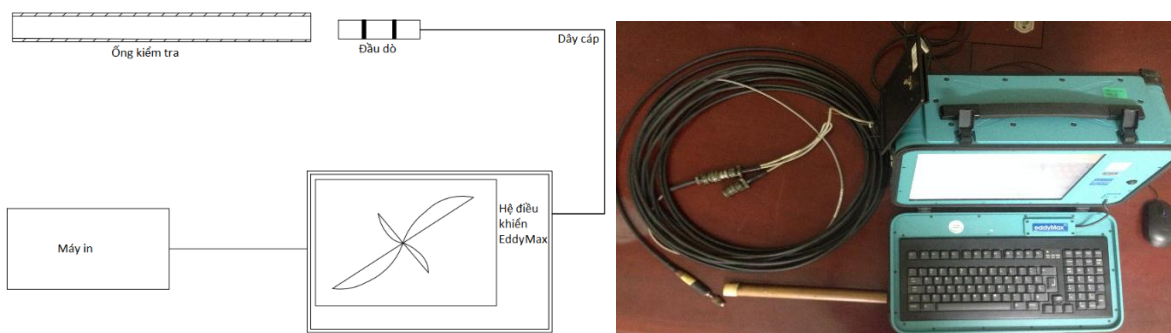 Ống kiểm tra
Đầu dò
Dây cáp
Máy in
Hệ điều
khiển
EddyMax
eddyMax